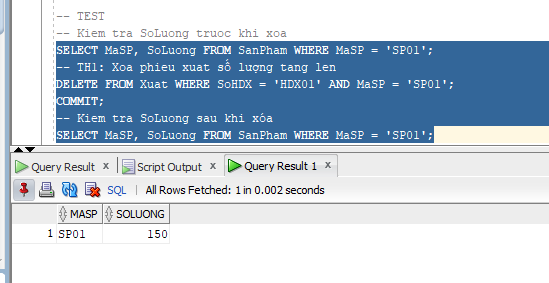 -- TEST
-- Kiem tra SoLuong truoc khi xoa
SELECT MaSP, SoLuong FROM SanPham WHERE MaSP = 'SP01';
-- TH1: Xoa phieu xuat số lượng tang len
DELETE FROM Xuat WHERE SoHDX = 'HDX01' AND MaSP = 'SP01';
COMMIT;
-- Kiem tra SoLuong sau khi xóa
SELECT MaSP, SoLuong FROM SanPham WHERE MaSP = 'SP01';
Query Result x Script Output x Query Result 1 x
SQL | All Rows Fetched: 1 in 0.002 seconds
MASP SOLUONG
1 SP01 150